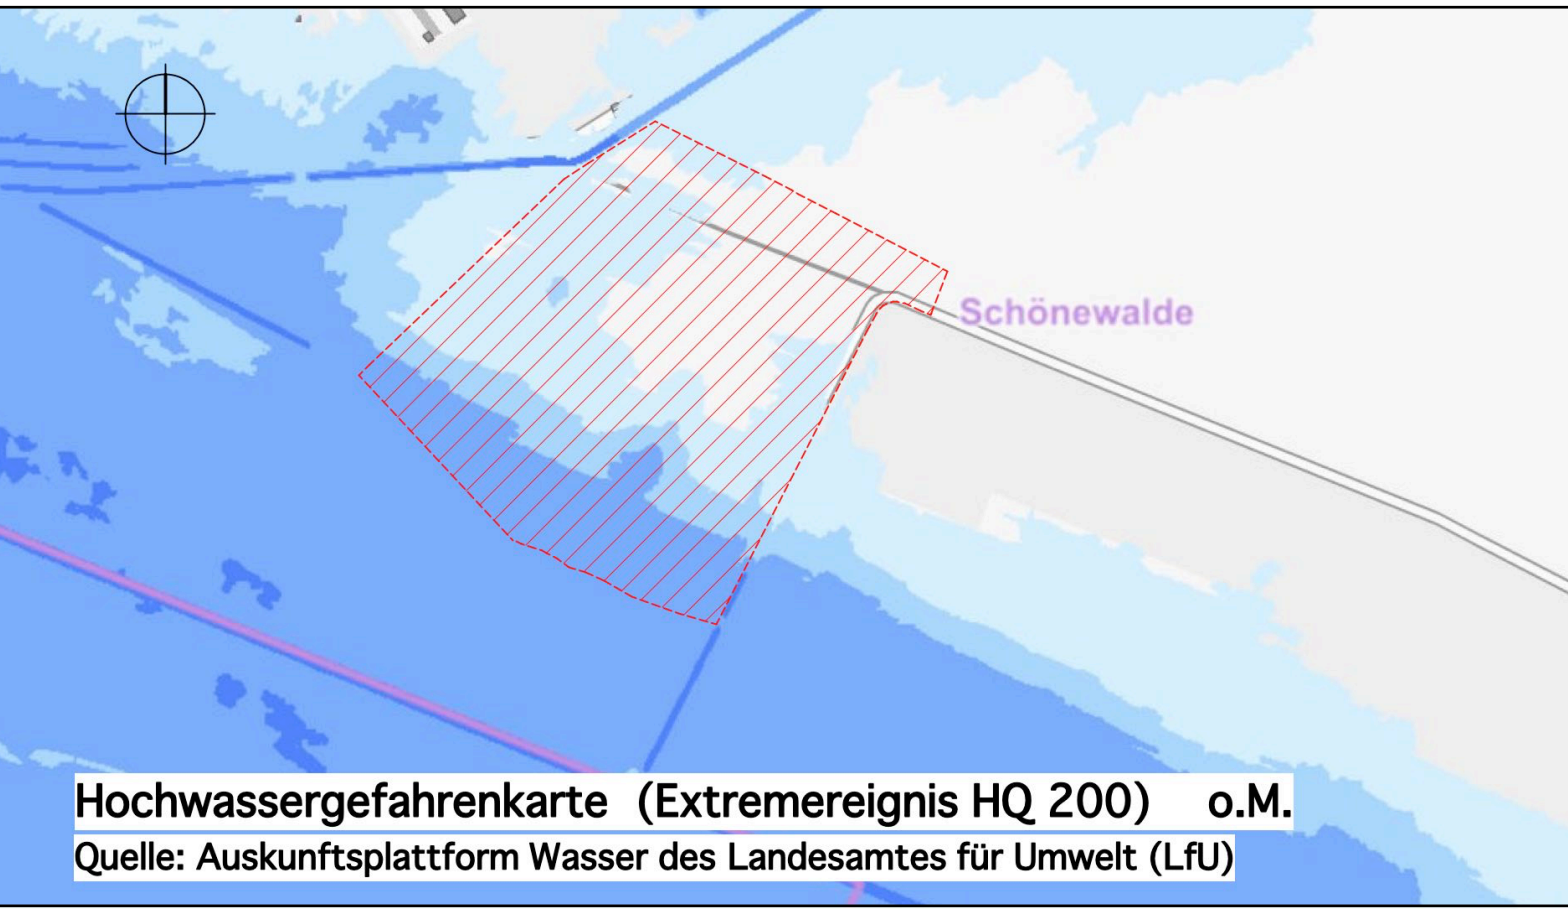 Schönewalde
Hochwassergefahrenkarte (Extremereignis HQ 200) o.M.
Quelle: Auskunftsplattform Wasser des Landesamtes für Umwelt (LfU)